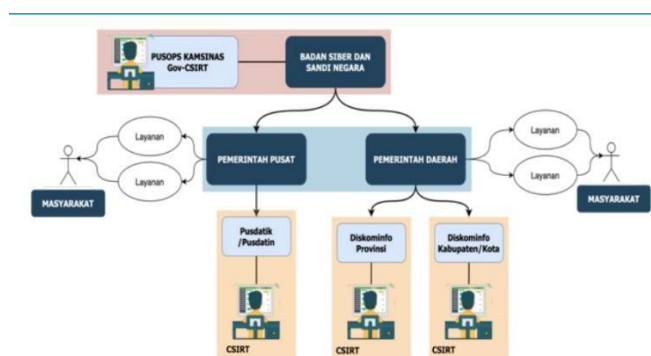 PUSOPS KAMSINAS
Gov-CSIRT
BADAN SIBER DAN
SANDI NEGARA
Layanan
Layanan
MASYARAKAT
PEMERINTAH PUSAT
PEMERINTAH DAERAH
Layanan
Layanan
MASYARAKAT
Pusdatik
/Pusdatin
Diskominfo
Provinsi
Diskominfo
Kabupaten/Kota
CSIRT
CSIRT
CSIRT